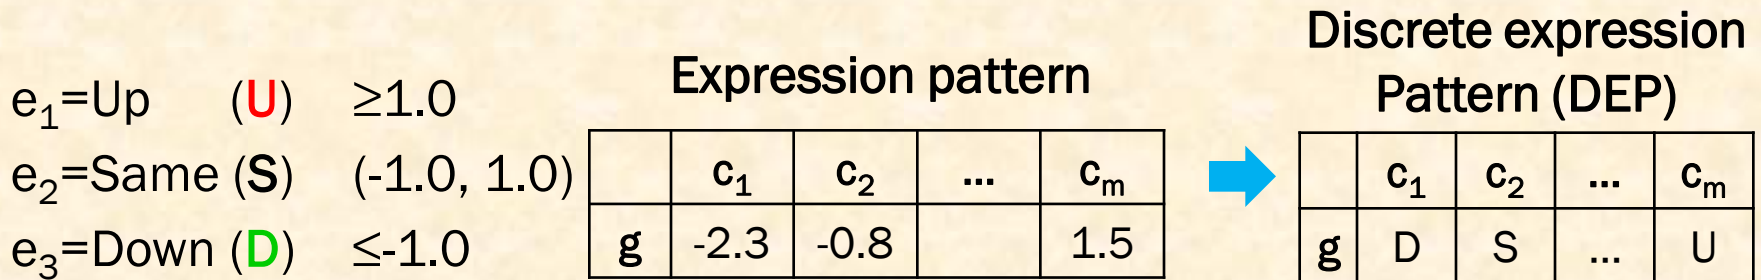 e₁=Up (U) ≥1.0
e₂=Same (S) (-1.0, 1.0)
e₃=Down (D) ≤-1.0
Expression pattern
c₁ c₂ ... cₘ
g -2.3 -0.8 1.5
Discrete expression
Pattern (DEP)
c₁ c₂ ... cₘ
g D S ... U